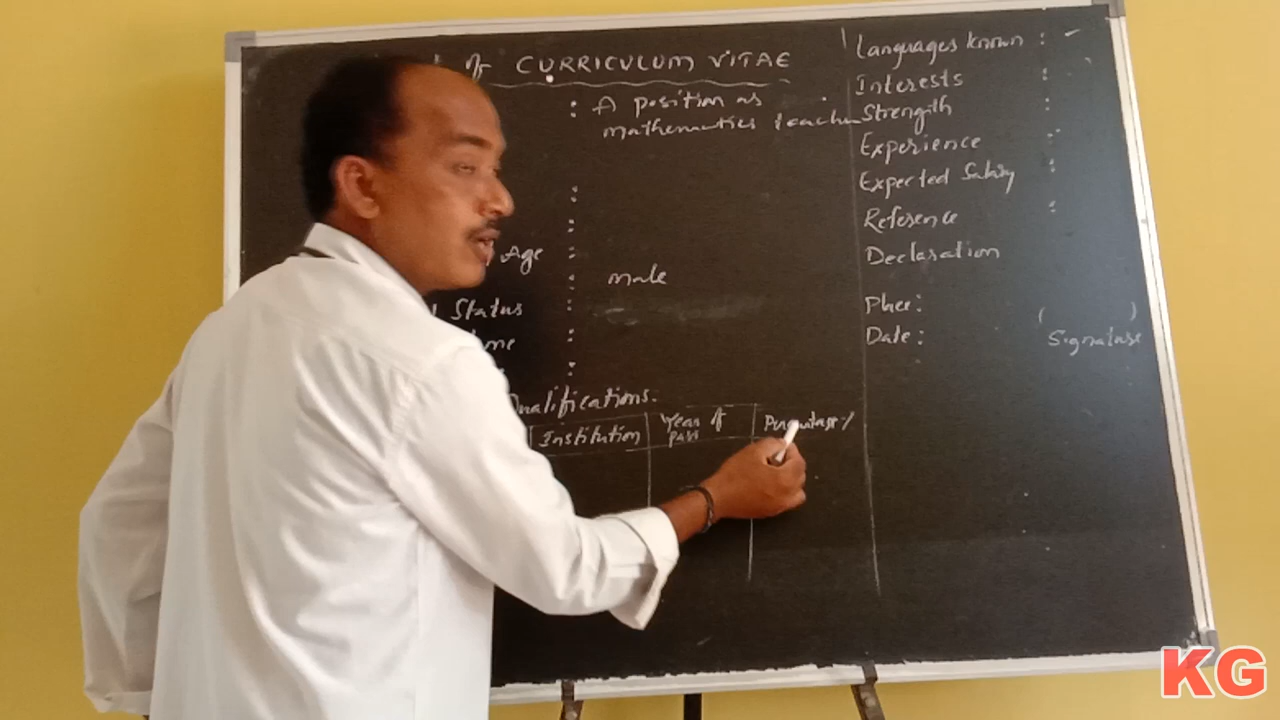 of CURRICULUM VITAE
: A position as
mathematics teacher
:
:
Age :
: male
Status :
:
:
Qualifications.
Institution Year of pass Percentage %
Languages known : -
Interests :
Strength :
Experience :
Expected Salary :
Reference :
Declaration
Place:
Date:
( )
Signature
KG